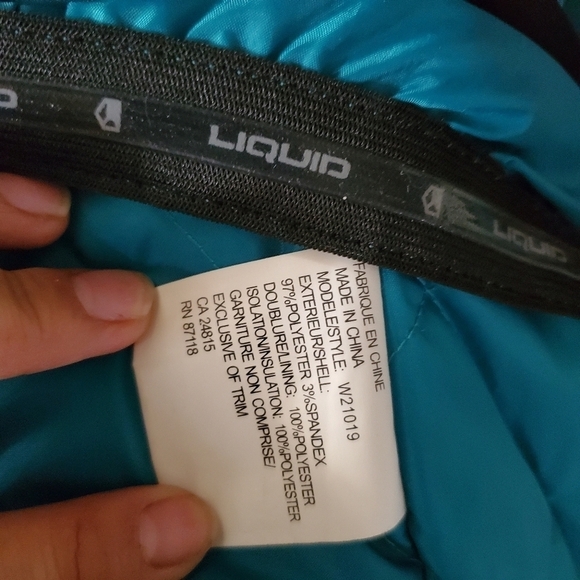 LIQUID
LIQUID
FABRIQUE EN CHINE
MADE IN CHINA
MODELE/STYLE: W21019
EXTERIEUR/SHELL:
97%POLYESTER 3%SPANDEX
DOUBLURE/LINING: 100%POLYESTER
ISOLATION/INSULATION: 100%POLYESTER
GARNITURE NON COMPRISE/
EXCLUSIVE OF TRIM
CA 24815
RN 87118